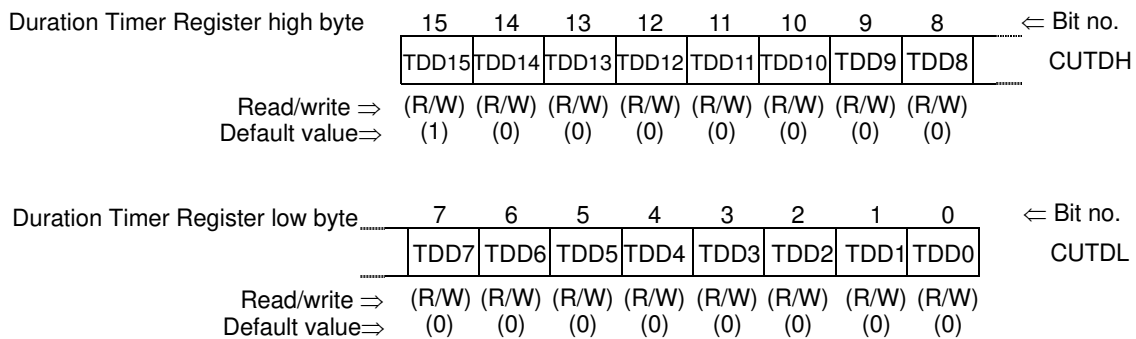 Duration Timer Register high byte 15 14 13 12 11 10 9 8 ⇐ Bit no.
TDD15 TDD14 TDD13 TDD12 TDD11 TDD10 TDD9 TDD8 CUTDH
Read/write ⇒ (R/W) (R/W) (R/W) (R/W) (R/W) (R/W) (R/W) (R/W)
Default value⇒ (1) (0) (0) (0) (0) (0) (0) (0)
Duration Timer Register low byte 7 6 5 4 3 2 1 0 ⇐ Bit no.
TDD7 TDD6 TDD5 TDD4 TDD3 TDD2 TDD1 TDD0 CUTDL
Read/write ⇒ (R/W) (R/W) (R/W) (R/W) (R/W) (R/W) (R/W) (R/W)
Default value⇒ (0) (0) (0) (0) (0) (0) (0) (0)